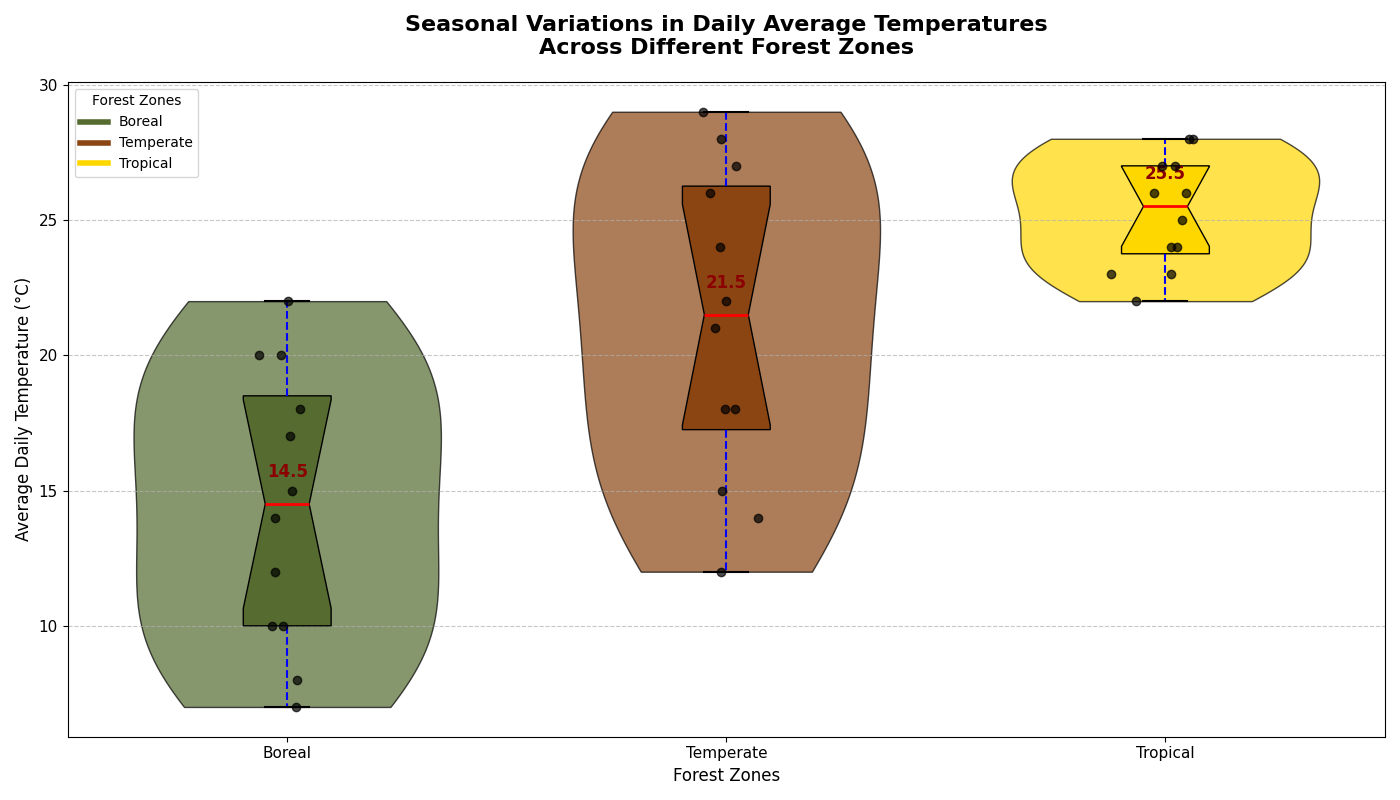 Seasonal Variations in Daily Average Temperatures
Across Different Forest Zones
Average Daily Temperature (°C)
30
25
20
15
10
Forest Zones
Boreal
Temperate
Tropical
14.5
21.5
25.5
Boreal
Temperate
Tropical
Forest Zones